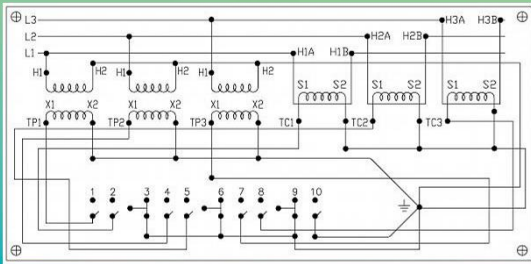 L3 H3A H3B
L2 H2A H2B
L1 H1A H1B
H1 H2 H1 H2 H1 H2
S1 S2 S1 S2 S1 S2
X1 X2 X1 X2 X1 X2
TP1 TP2 TP3 TC1 TC2 TC3
1 2 3 4 5 6 7 8 9 10